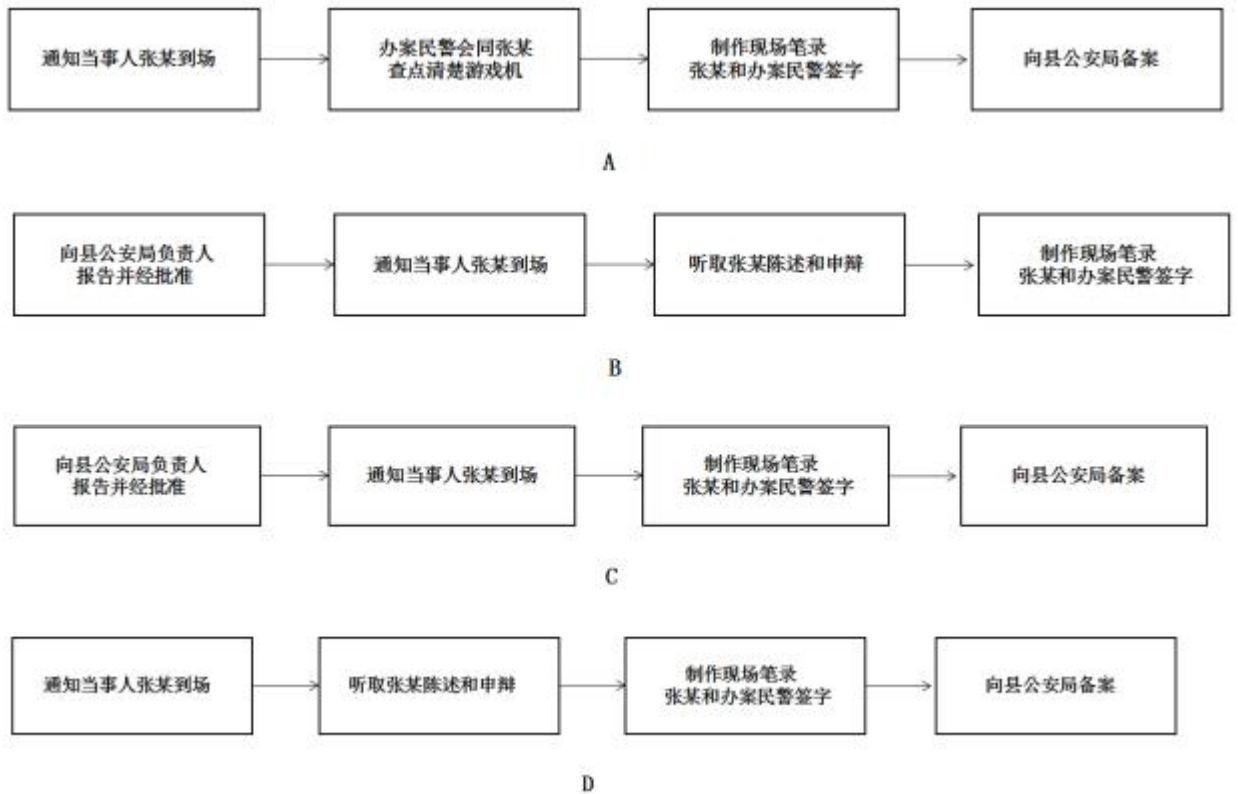 通知当事人张某到场
办案民警会同张某
查点清楚游戏机
制作现场笔录
张某和办案民警签字
向县公安局备案
A
向县公安局负责人
报告并经批准
通知当事人张某到场
听取张某陈述和申辩
制作现场笔录
张某和办案民警签字
B
向县公安局负责人
报告并经批准
通知当事人张某到场
制作现场笔录
张某和办案民警签字
向县公安局备案
C
通知当事人张某到场
听取张某陈述和申辩
制作现场笔录
张某和办案民警签字
向县公安局备案
D